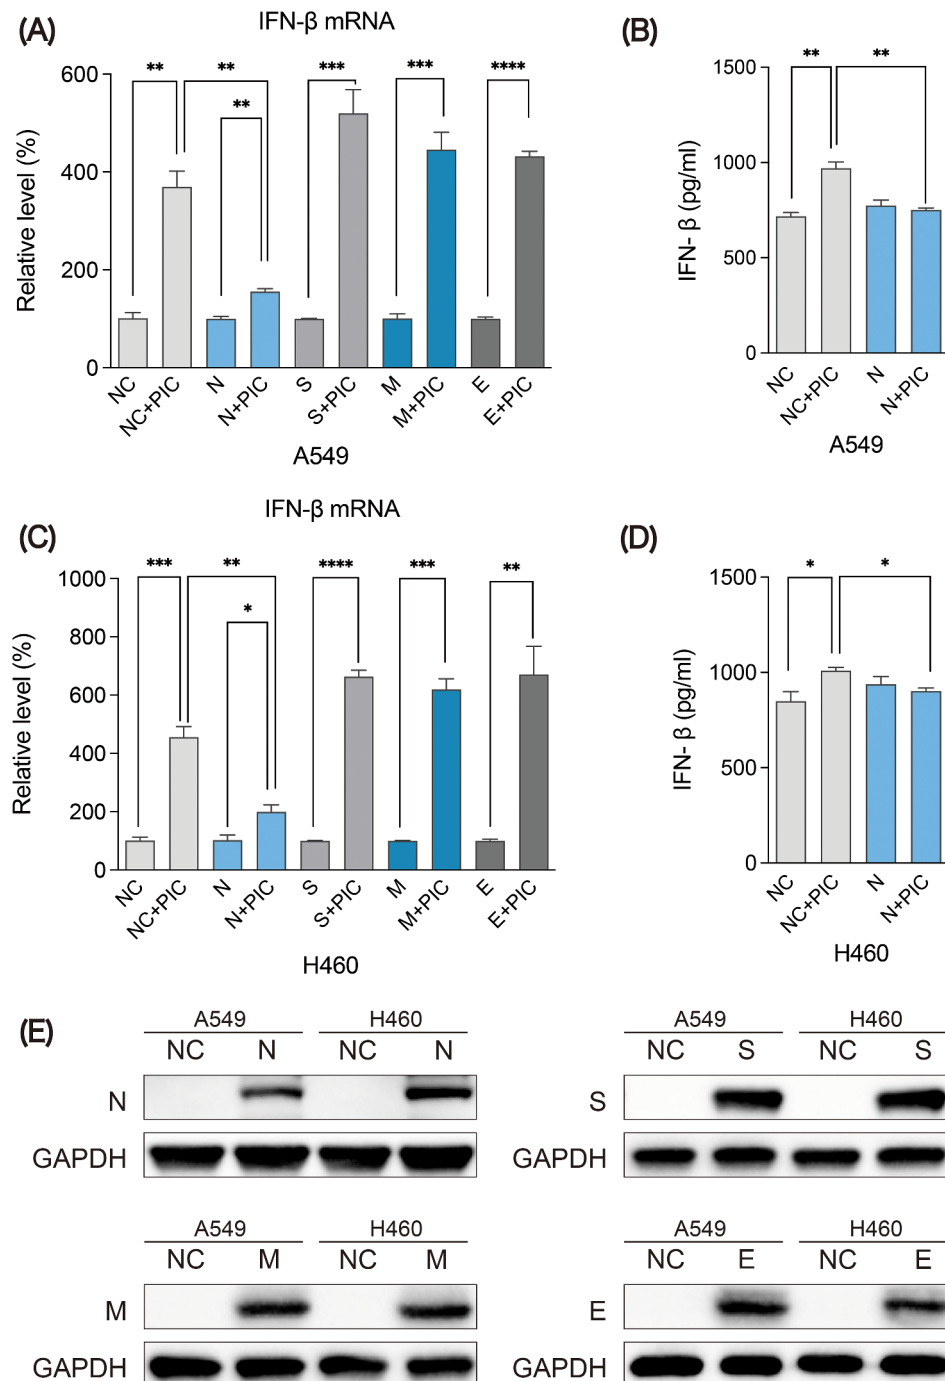 (A)
IFN-β mRNA
** ** *** *** ****
**
Relative level (%)
600
400
200
0
NC NC+PIC N N+PIC S S+PIC M M+PIC E E+PIC
A549
(B)
** **
IFN- β (pg/ml)
1500
1000
500
0
NC NC+PIC N N+PIC
A549
(C)
IFN-β mRNA
*** ** **** *** **
*
Relative level (%)
1000
800
600
400
200
0
NC NC+PIC N N+PIC S S+PIC M M+PIC E E+PIC
H460
(D)
* *
IFN- β (pg/ml)
1500
1000
500
0
NC NC+PIC N N+PIC
H460
(E)
A549 H460
NC N NC N
N
GAPDH
A549 H460
NC S NC S
S
GAPDH
A549 H460
NC M NC M
M
GAPDH
A549 H460
NC E NC E
E
GAPDH